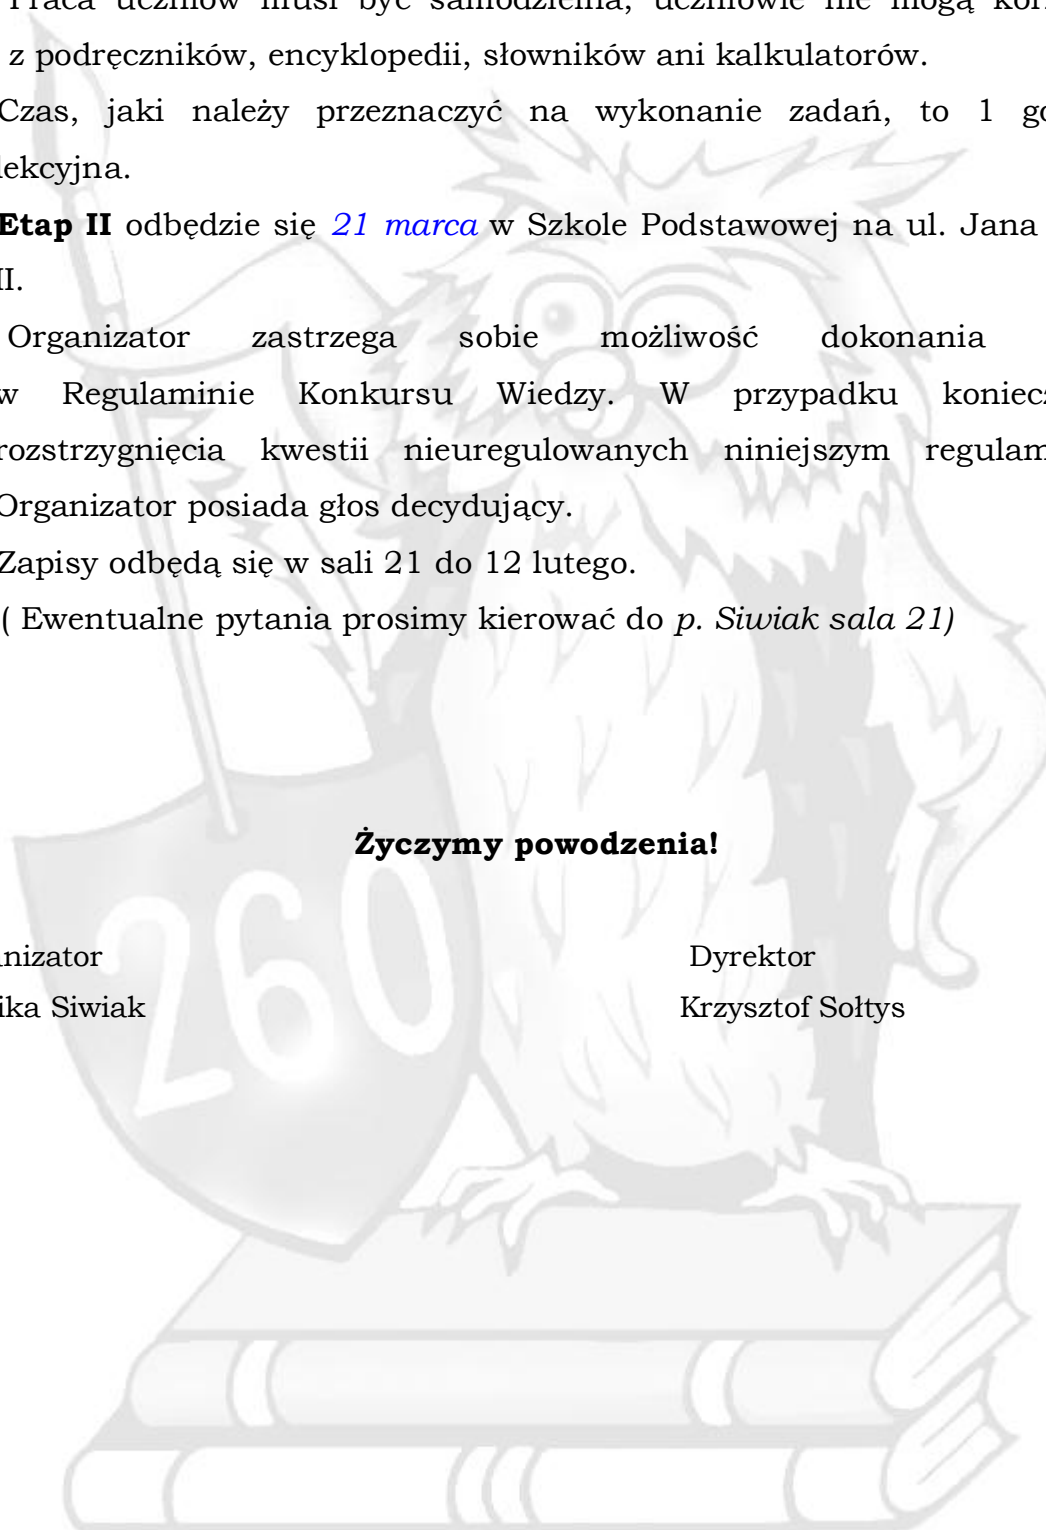 Praca uczniów musi być samodzielna, uczniowie nie mogą
z podręczników, encyklopedii, słowników ani kalkulatorów.
Czas, jaki należy przeznaczyć na wykonanie zadań, to 1
lekcyjna.
Etap II odbędzie się 21 marca w Szkole Podstawowej na ul. Jana
II.
Organizator zastrzega sobie możliwość dokonania
w Regulaminie Konkursu Wiedzy. W przypadku
rozstrzygnięcia kwestii nieuregulowanych niniejszym
Organizator posiada głos decydujący.
Zapisy odbędą się w sali 21 do 12 lutego.
( Ewentualne pytania prosimy kierować do p. Siwiak sala 21)
260
Życzymy powodzenia!
nizator Dyrektor
ika Siwiak Krzysztof Sołtys